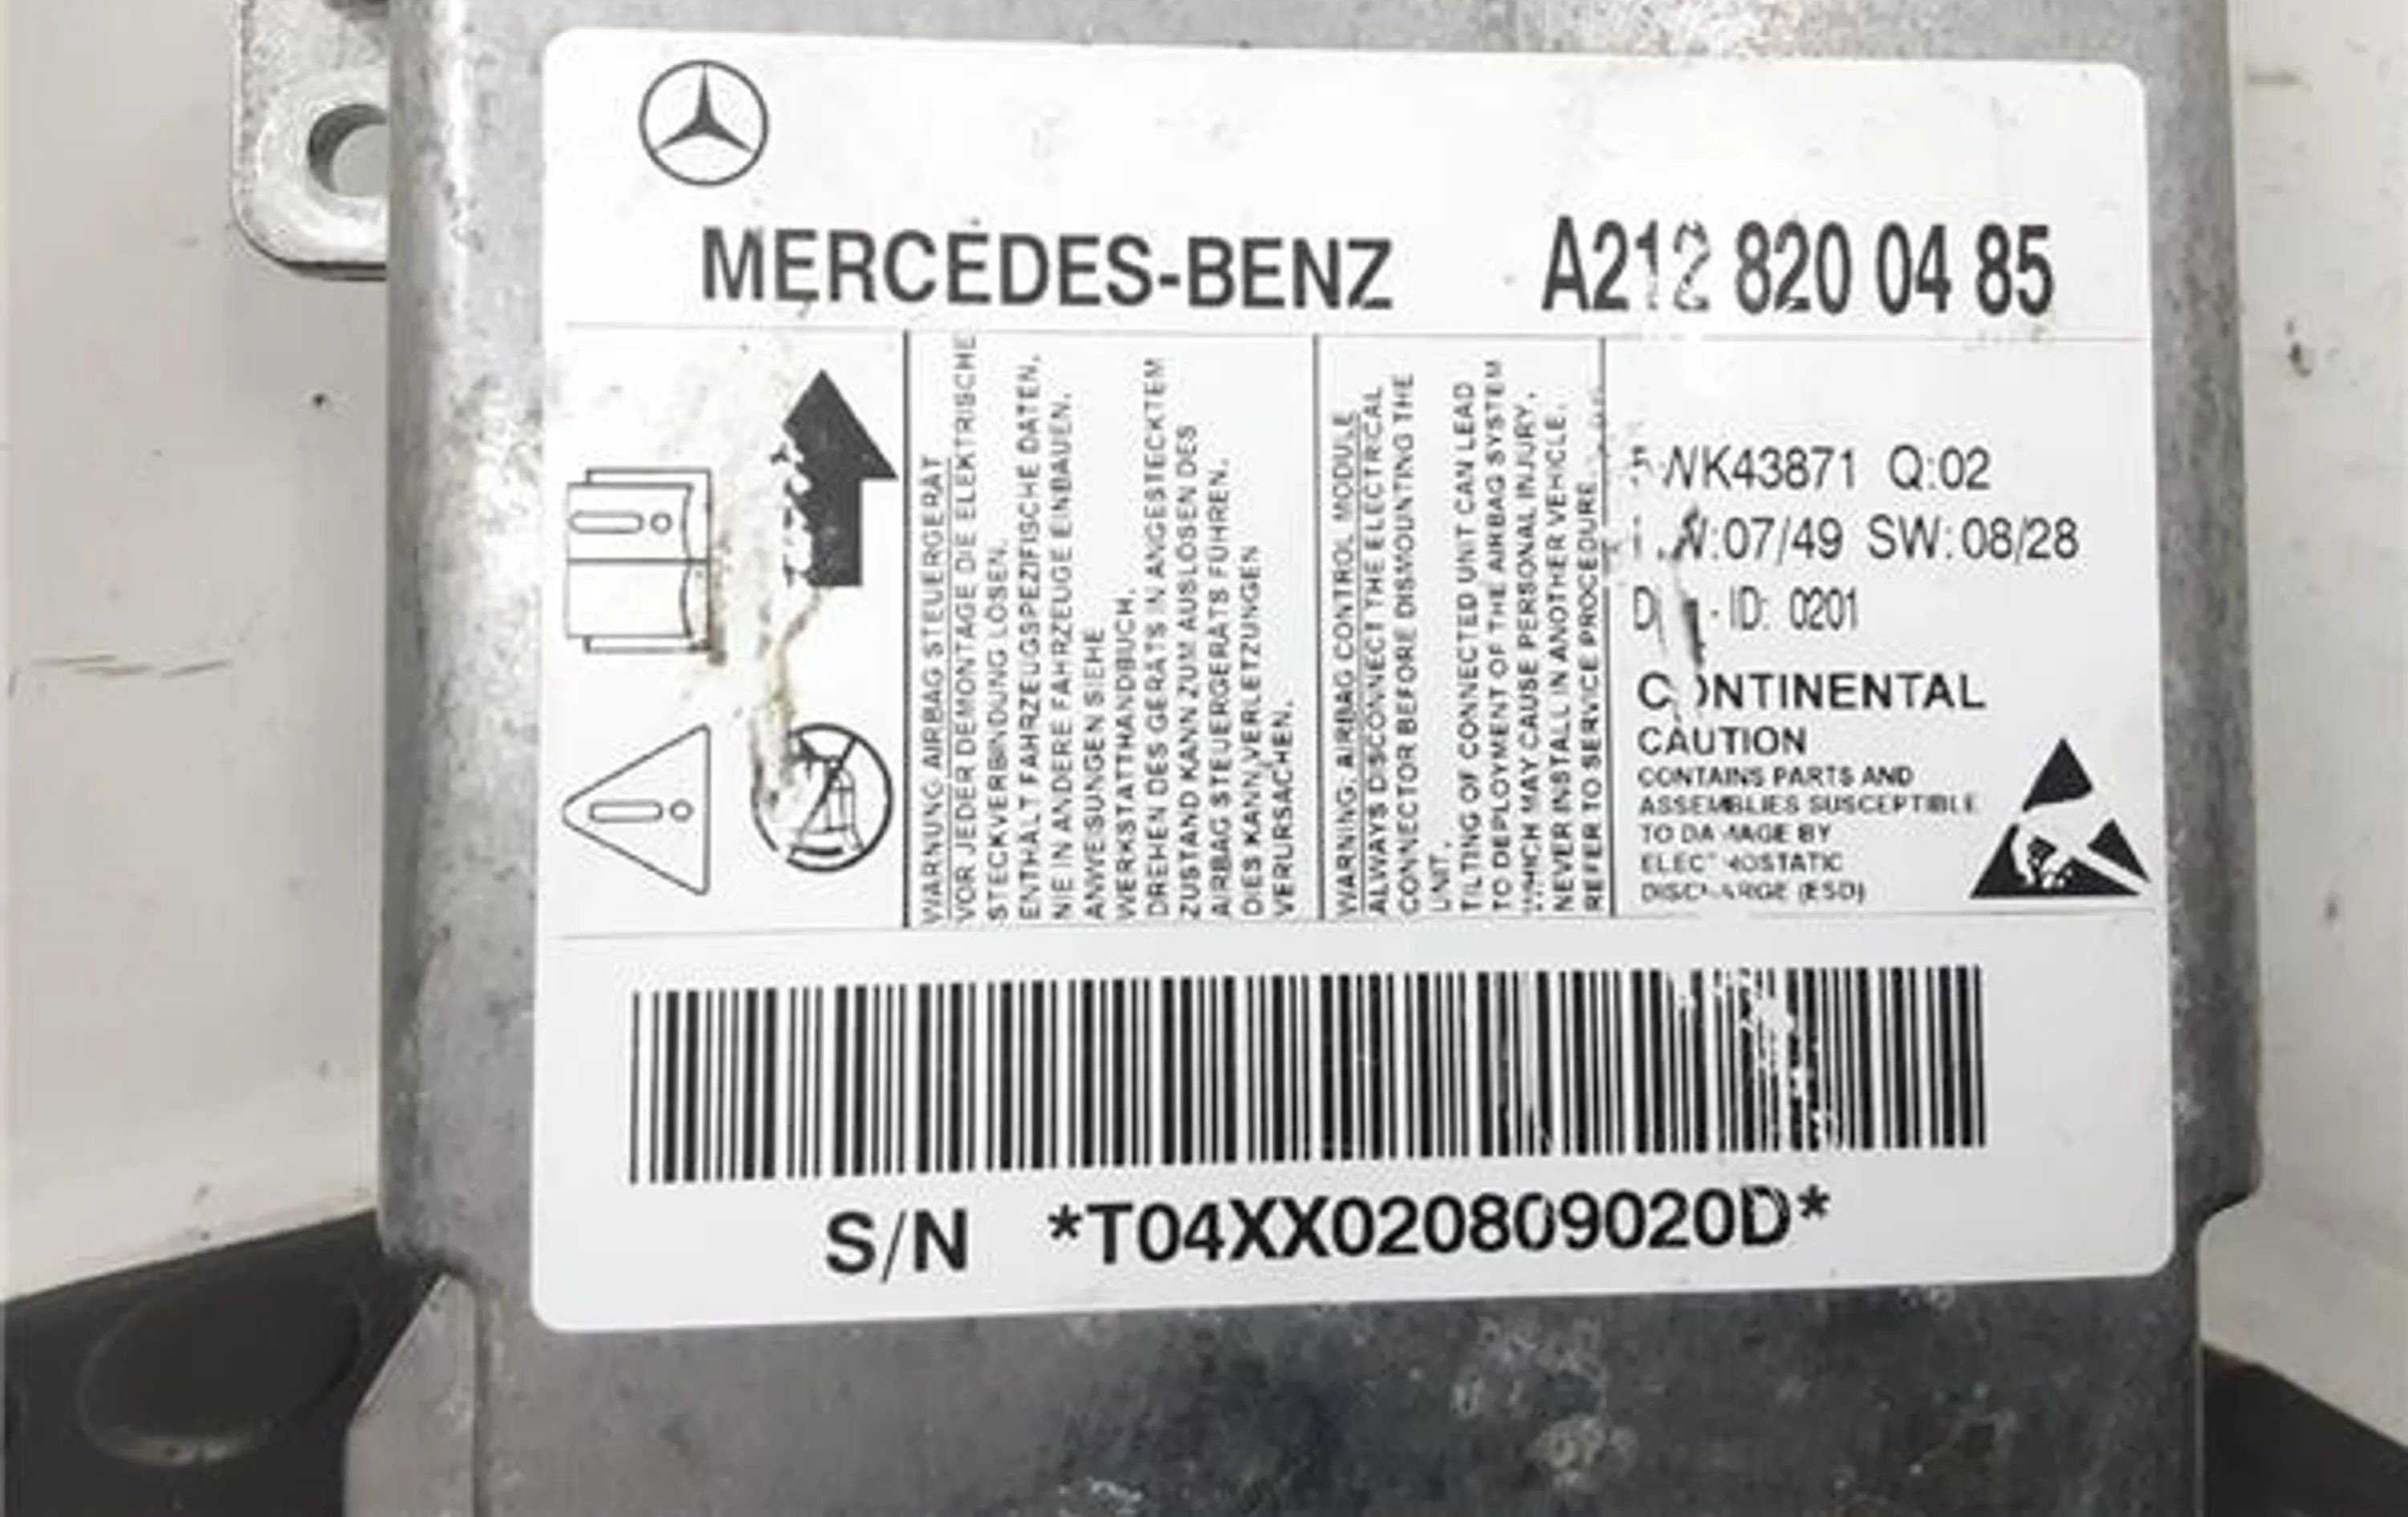 MERCEDES-BENZ A212 820 04 85
WARNUNG AIRBAG STEUERGERÄT
VOR JEDER DEMONTAGE DE ELEKTRISCHE
STECKVERBINDUNG LÖSEN.
ENTHÄLT FAHRZEUGSPEZIFISCHE DATEN.
NIE IN ANDERE FAHRZEUGE EINBAUEN.
ANWEISUNGEN SIEHE
WERKSTATTHANDBUCH.
DREHEN DES GERÄTS IN ANGESTECKTEM
ZUSTAND KANN ZUM AUSLÖSEN DES
AIRBAG STEUERGERÄTS FÜHREN.
DIES KANN VERLETZUNGEN
VERURSACHEN.
WARNING: AIRBAG CONTROL MODULE
ALWAYS DISCONNECT THE ELECTRICAL
CONNECTOR BEFORE DISMOUNTING THE
UNIT.
TILTING OF CONNECTED UNIT CAN LEAD
TO DEPLOYMENT OF THE AIRBAG SYSTEM
WHICH MAY CAUSE PERSONAL INJURY.
NEVER INSTALL IN ANOTHER VEHICLE.
REFER TO SERVICE PROCEDURE.
WK43871 Q:02
W:07/49 SW:08/28
ID: 0201
CONTINENTAL
CAUTION
CONTAINS PARTS AND
ASSEMBLIES SUSCEPTIBLE
TO DAMAGE BY
ELECTROSTATIC
DISCHARGE (ESD)
S/N *T04XX020809020D*